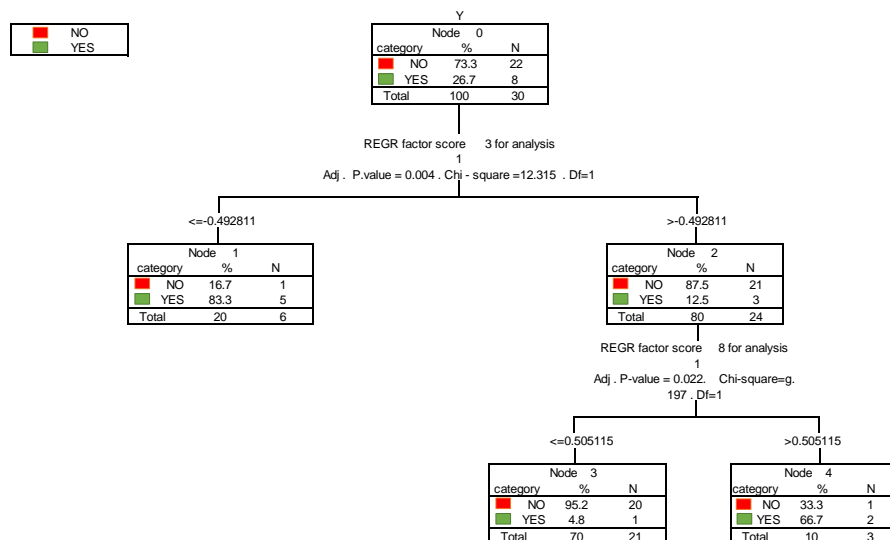 NO
YES
Y
Node 0
category % N
NO 73.3 22
YES 26.7 8
Total 100 30
REGR factor score 3 for analysis
1
Adj . P.value = 0.004 . Chi - square =12.315 . Df=1
<=-0.492811 >-0.492811
Node 1
category % N
NO 16.7 1
YES 83.3 5
Total 20 6
Node 2
category % N
NO 87.5 21
YES 12.5 3
Total 80 24
REGR factor score 8 for analysis
1
Adj . P-value = 0.022. Chi-square=g.
197 . Df=1
<=0.505115 >0.505115
Node 3
category % N
NO 95.2 20
YES 4.8 1
Total 70 21
Node 4
category % N
NO 33.3 1
YES 66.7 2
Total 10 3